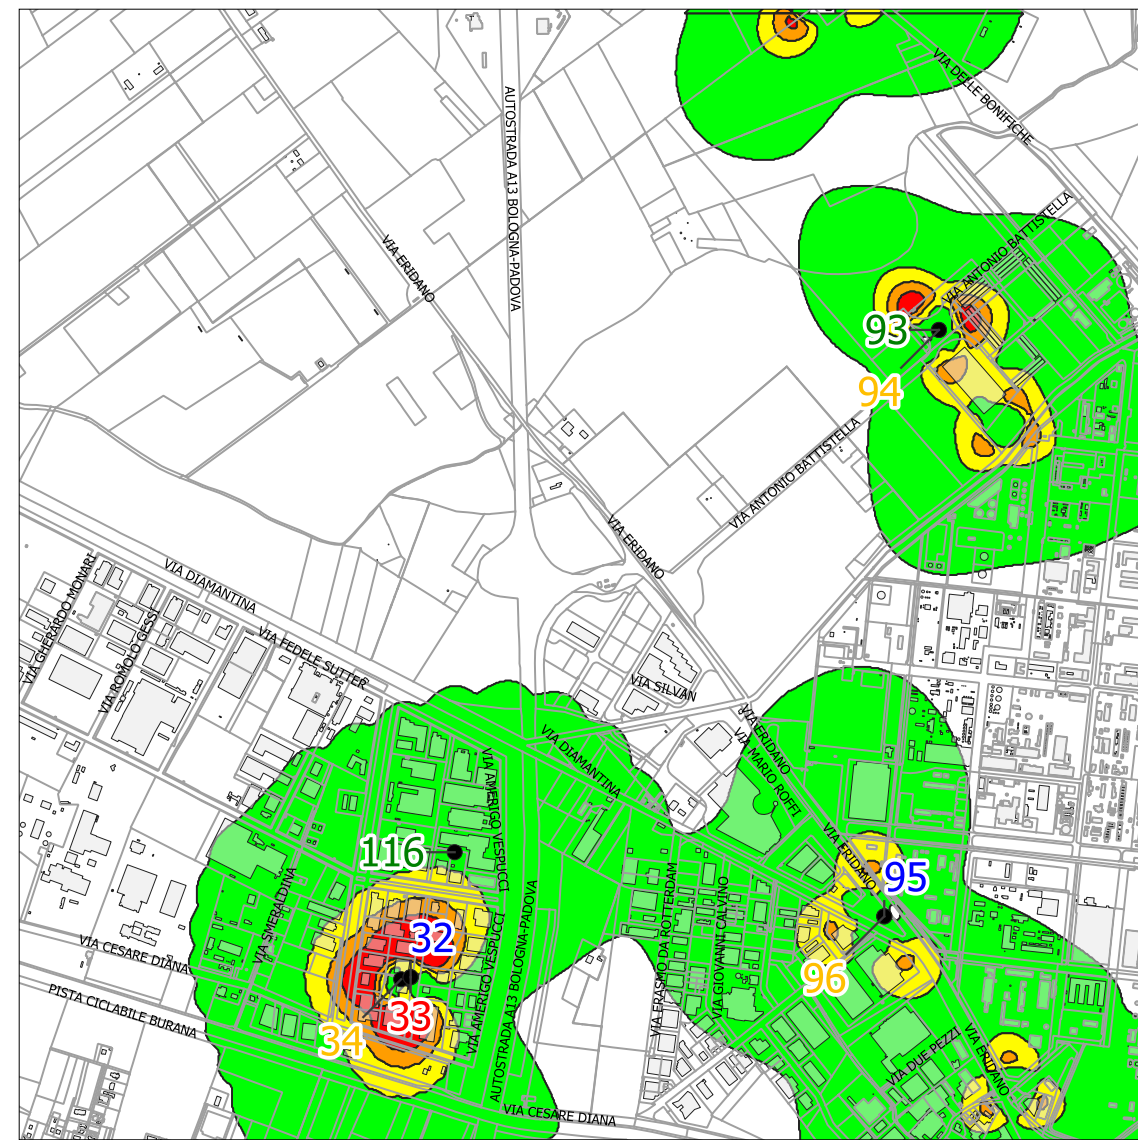 VIA DELLE BONIFICHE
AUTOSTRADA A13 BOLOGNA-PADOVA
VIA ANTONIO BATTISTELLA
VIA ERIDANO
93
94
VIA ANTONIO BATTISTELLA
VIA ERIDANO
VIA GHERARDO MONARI
VIA DIAMANTINA
VIA ROMOLO GESSI
VIA FEDELE SUTTER
VIA SILVAN
VIA ERIDANO
VIA MARIO ROFFI
VIA DIAMANTINA
VIA AMERIGO VESPUCCI
116
VIA ERIDANO
95
VIA SMERALDINA
VIA ERASMO DA ROTTERDAM
VIA GIOVANNI CALVINO
32
VIA CESARE DIANA
VIA AMERIGO VESPUCCI
AUTOSTRADA A13 BOLOGNA-PADOVA
96
PISTA CICLABILE BURANA
33
34
VIA DUE PEZZI
VIA ERIDANO
VIA CESARE DIANA